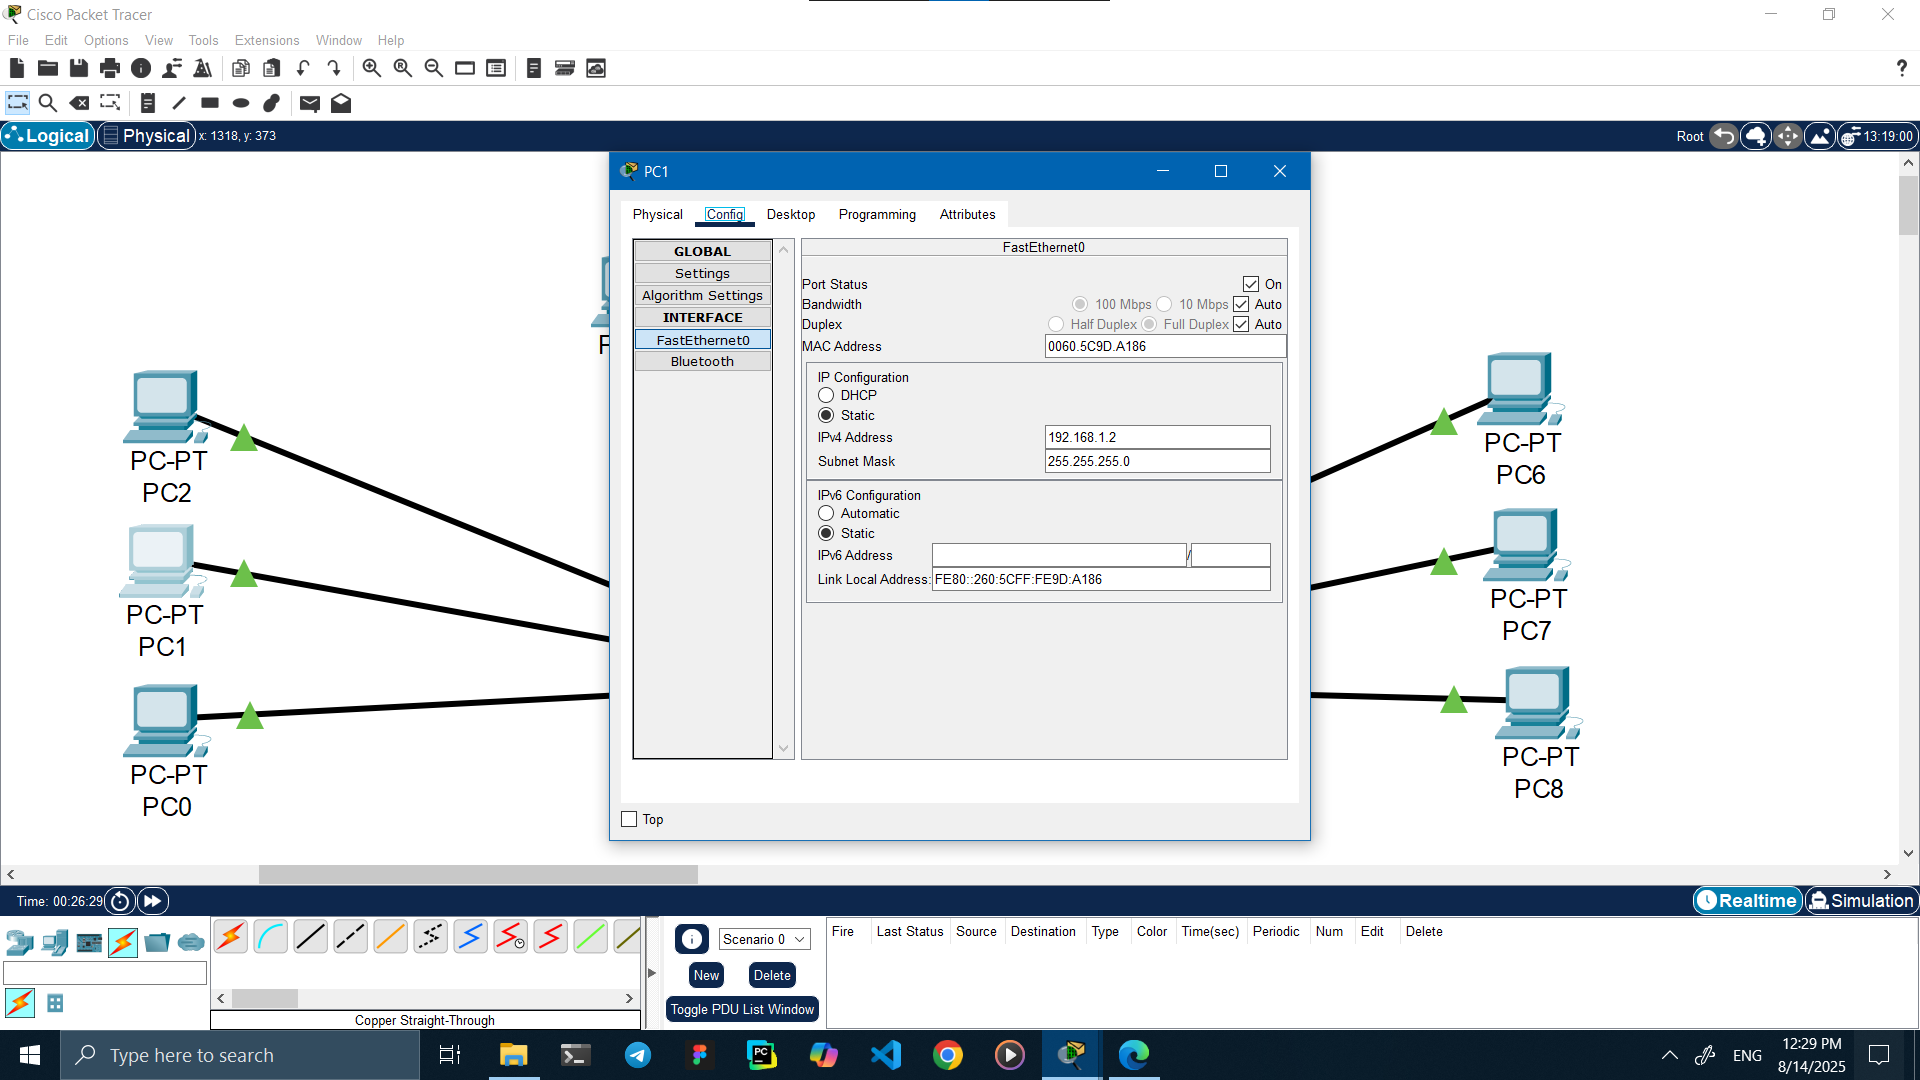 Cisco Packet Tracer
File Edit Options View Tools Extensions Window Help
?
Logical Physical x: 1318, y: 373 Root 13:19:00
PC1
Physical Config Desktop Programming Attributes
GLOBAL
Settings
Algorithm Settings
INTERFACE
FastEthernet0
Bluetooth
FastEthernet0
Port Status On
Bandwidth 100 Mbps 10 Mbps Auto
Duplex Half Duplex Full Duplex Auto
MAC Address 0060.5C9D.A186
IP Configuration
DHCP
Static
IPv4 Address 192.168.1.2
Subnet Mask 255.255.255.0
IPv6 Configuration
Automatic
Static
IPv6 Address /
Link Local Address: FE80::260:5CFF:FE9D:A186
Top
PC-PT
PC2
PC-PT
PC1
PC-PT
PC0
PC-PT
PC6
PC-PT
PC7
PC-PT
PC8
Time: 00:26:29 Realtime Simulation
Scenario 0
New Delete
Toggle PDU List Window
Fire Last Status Source Destination Type Color Time(sec) Periodic Num Edit Delete
Copper Straight-Through
Type here to search
PC
ENG
12:29 PM
8/14/2025